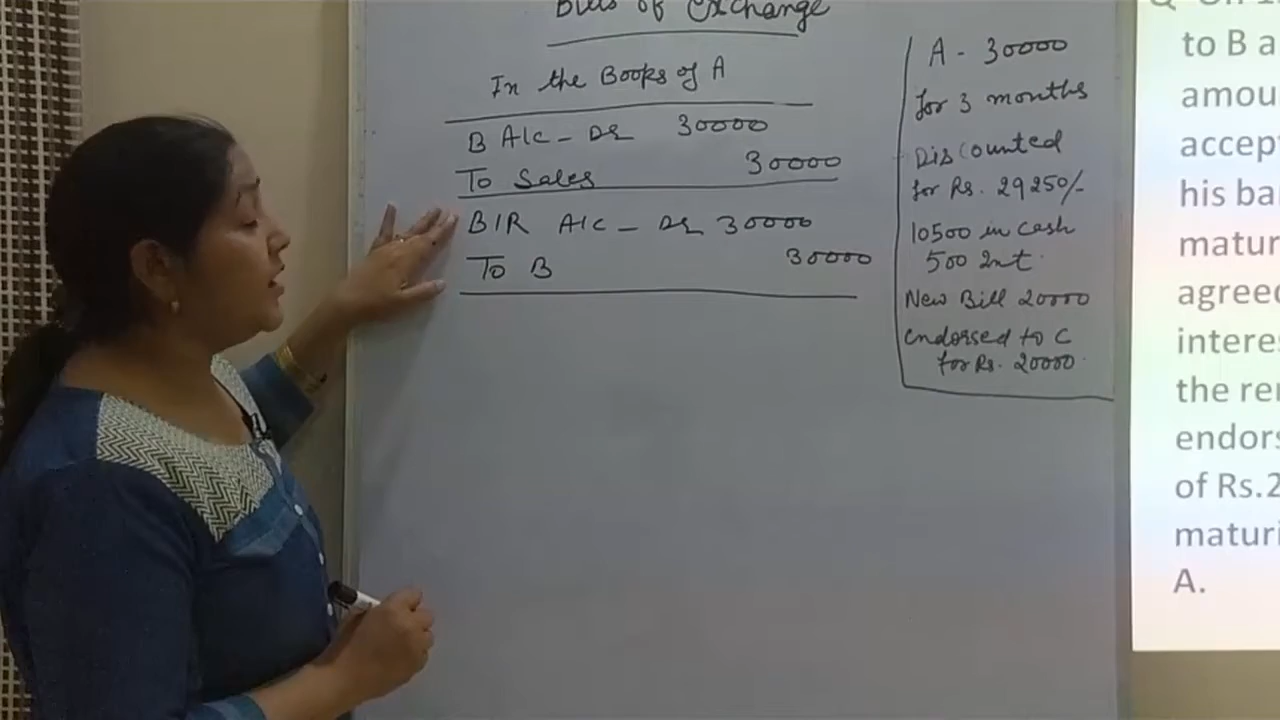 Bills of Exchange
In the Books of A
B A/c - Dr 30000
To Sales 30000
B/R A/c - Dr 30000
To B 30000
A - 30000
for 3 months
Discounted
for Rs. 29250/-
10500 in cash
500 Int.
New Bill 20000
endorsed to C
for Rs. 20000.
to B a
amou
accept
his ba
matur
agreed
interes
the re
endors
of Rs.2
maturi
A.